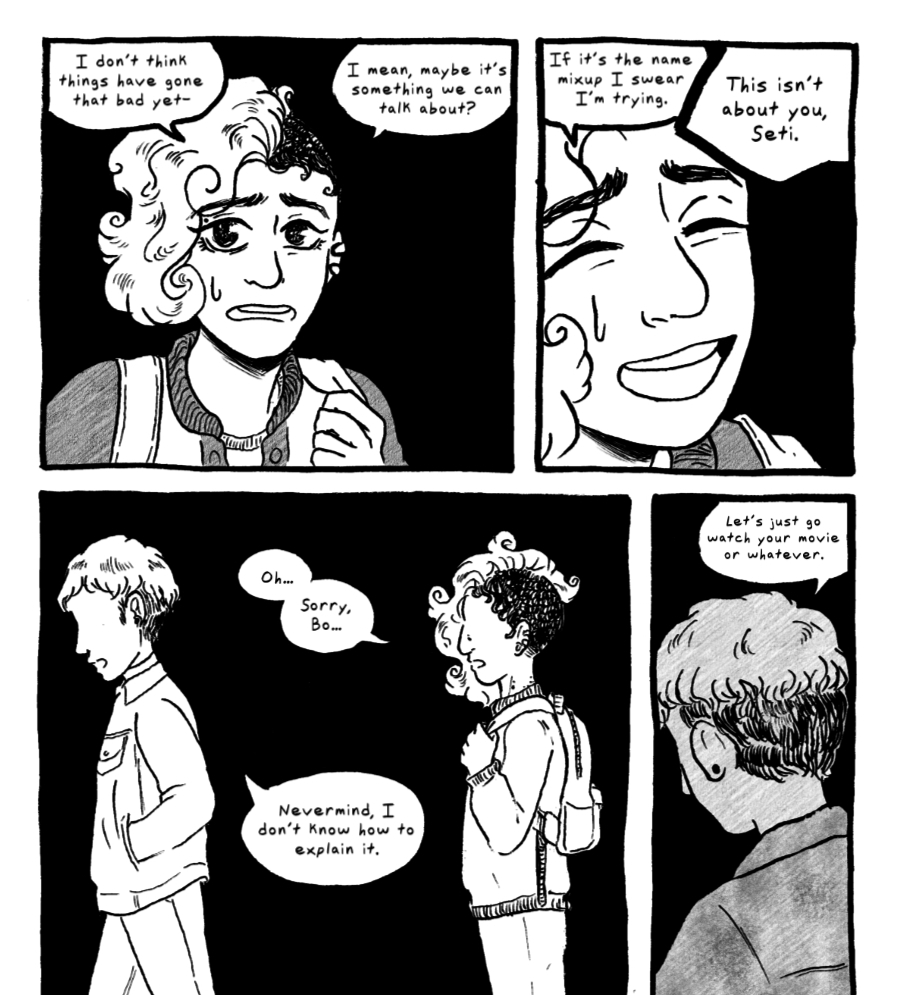 I don't think
things have gone
that bad yet—
I mean, maybe it's
something we can
talk about?
If it's the name
mixup I swear
I'm trying.
This isn't
about you,
Seti.
Oh...
Sorry,
Bo...
Nevermind, I
don't know how to
explain it.
Let's just go
watch your movie
or whatever.